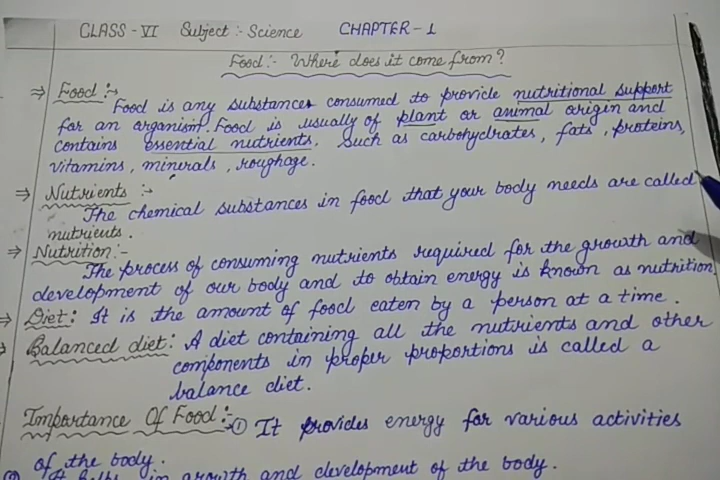 CLASS-VI Subject:- Science CHAPTER-1
Food:- Where does it come from?
⇒ Food:-
Food is any substances consumed to provide nutritional support
for an organism. Food is usually of plant or animal origin and
contains essential nutrients. Such as carbohydrates, fats, proteins,
vitamins, minerals, roughage.
⇒ Nutrients:-
The chemical substances in food that your body needs are called
nutrients.
⇒ Nutrition:-
The process of consuming nutrients required for the growth and
development of our body and to obtain energy is known as nutrition
⇒ Diet: It is the amount of food eaten by a person at a time.
⇒ Balanced diet: A diet containing all the nutrients and other
components in proper proportions is called a
balance diet.
Importance Of Food:- ① It provides energy for various activities
of the body.
② It helps in growth and development of the body.